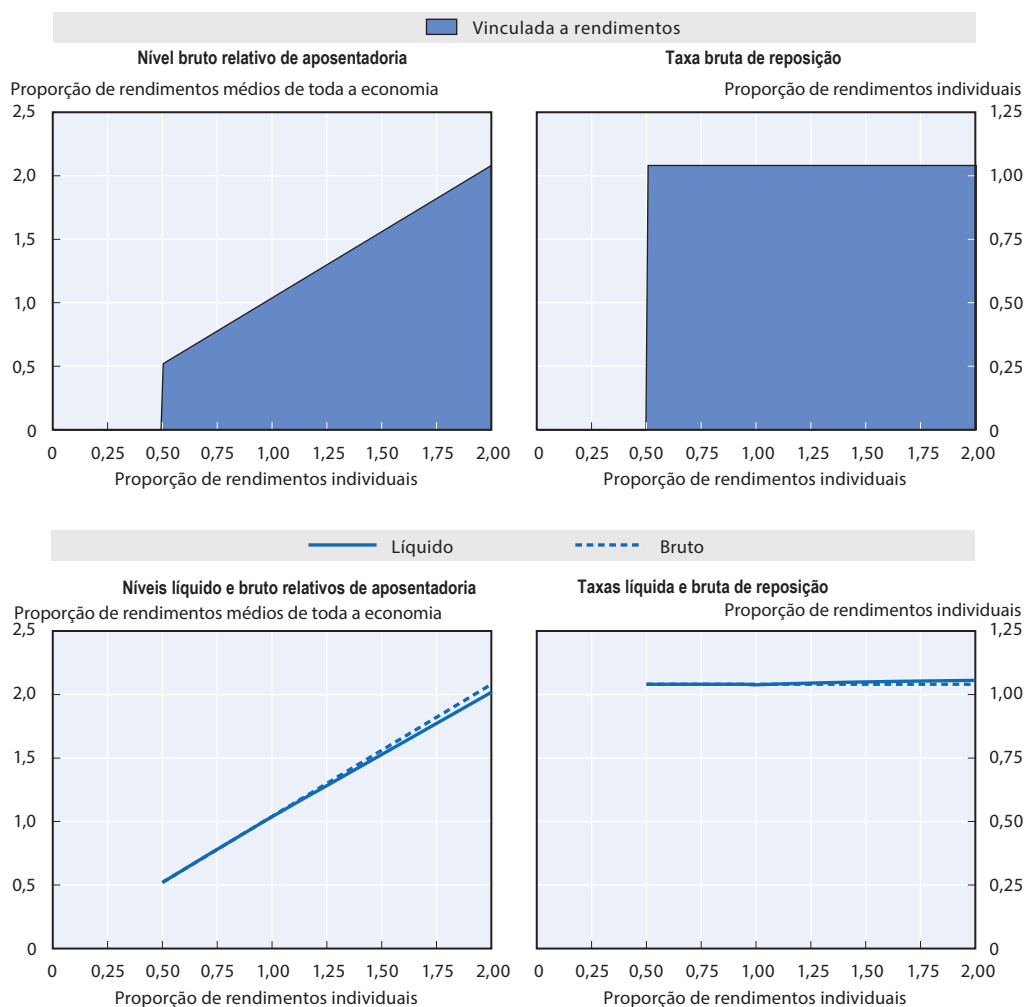 Vinculada a rendimentos
Nível bruto relativo de aposentadoria
Proporção de rendimentos médios de toda a economia
2,5
2,0
1,5
1,0
0,5
0
0 0,25 0,50 0,75 1,00 1,25 1,50 1,75 2,00
Proporção de rendimentos individuais
Taxa bruta de reposição
Proporção de rendimentos individuais
1,25
1,00
0,75
0,50
0,25
0
0 0,25 0,50 0,75 1,00 1,25 1,50 1,75 2,00
Proporção de rendimentos individuais
Líquido Bruto
Níveis líquido e bruto relativos de aposentadoria
Proporção de rendimentos médios de toda a economia
2,5
2,0
1,5
1,0
0,5
0
0 0,25 0,50 0,75 1,00 1,25 1,50 1,75 2,00
Proporção de rendimentos individuais
Taxas líquida e bruta de reposição
Proporção de rendimentos individuais
1,25
1,00
0,75
0,50
0,25
0
0 0,25 0,50 0,75 1,00 1,25 1,50 1,75 2,00
Proporção de rendimentos individuais